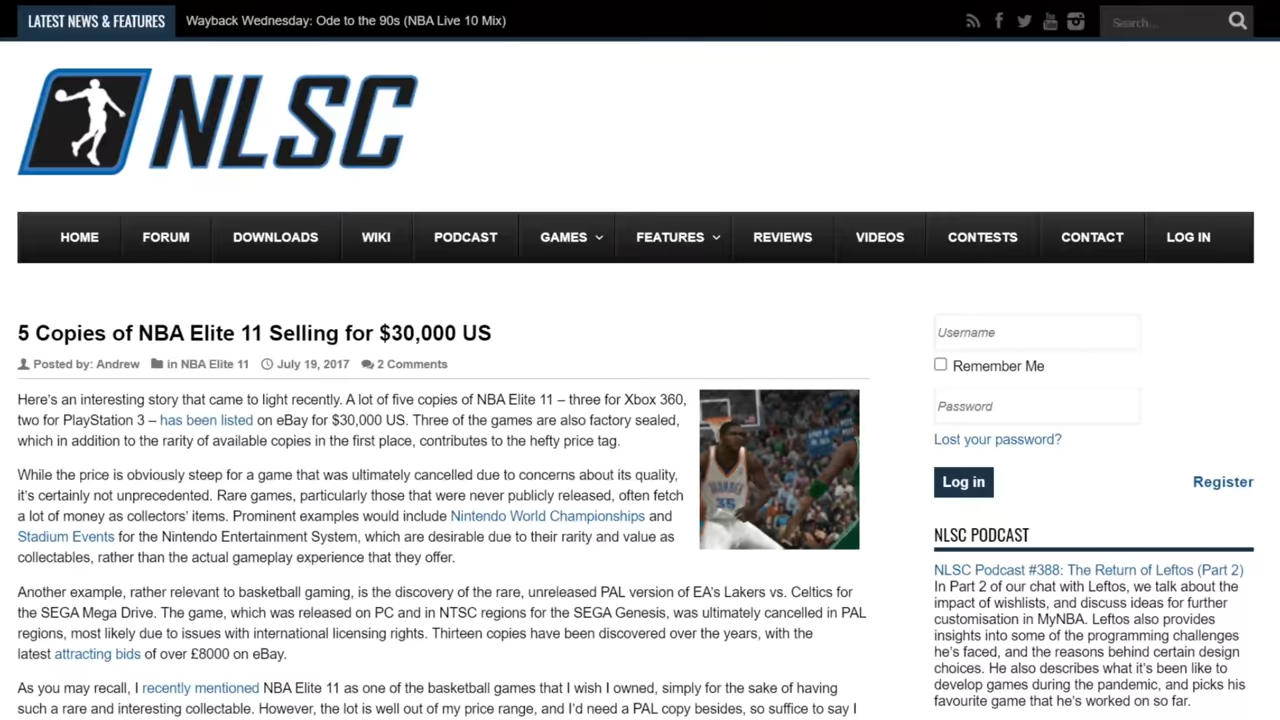 LATEST NEWS & FEATURES
Wayback Wednesday: Ode to the 90s (NBA Live 10 Mix)
Search...
NLSC
HOME
FORUM
DOWNLOADS
WIKI
PODCAST
GAMES
FEATURES
REVIEWS
VIDEOS
CONTESTS
CONTACT
LOG IN
5 Copies of NBA Elite 11 Selling for $30,000 US
Posted by: Andrew in NBA Elite 11 July 19, 2017 2 Comments
Here's an interesting story that came to light recently. A lot of five copies of NBA Elite 11 – three for Xbox 360,
two for PlayStation 3 – has been listed on eBay for $30,000 US. Three of the games are also factory sealed,
which in addition to the rarity of available copies in the first place, contributes to the hefty price tag.
While the price is obviously steep for a game that was ultimately cancelled due to concerns about its quality,
it's certainly not unprecedented. Rare games, particularly those that were never publicly released, often fetch
a lot of money as collectors' items. Prominent examples would include Nintendo World Championships and
Stadium Events for the Nintendo Entertainment System, which are desirable due to their rarity and value as
collectables, rather than the actual gameplay experience that they offer.
Another example, rather relevant to basketball gaming, is the discovery of the rare, unreleased PAL version of EA's Lakers vs. Celtics for
the SEGA Mega Drive. The game, which was released on PC and in NTSC regions for the SEGA Genesis, was ultimately cancelled in PAL
regions, most likely due to issues with international licensing rights. Thirteen copies have been discovered over the years, with the
latest attracting bids of over £8000 on eBay.
As you may recall, I recently mentioned NBA Elite 11 as one of the basketball games that I wish I owned, simply for the sake of having
such a rare and interesting collectable. However, the lot is well out of my price range, and I'd need a PAL copy besides, so suffice to say I
THUNDER
35
Username
Remember Me
Password
Lost your password?
Log in
Register
NLSC PODCAST
NLSC Podcast #388: The Return of Leftos (Part 2)
In Part 2 of our chat with Leftos, we talk about the
impact of wishlists, and discuss ideas for further
customisation in MyNBA. Leftos also provides
insights into some of the programming challenges
he's faced, and the reasons behind certain design
choices. He also describes what it's been like to
develop games during the pandemic, and picks his
favourite game that he's worked on so far.